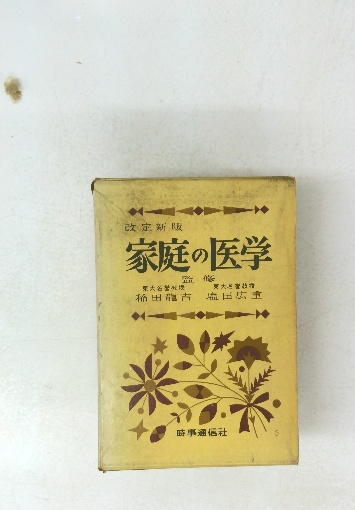 改定新版
家庭の医学
監修
東大名誉教授 東大名誉教授
稲田龍吉 塩田広重
時事通信社